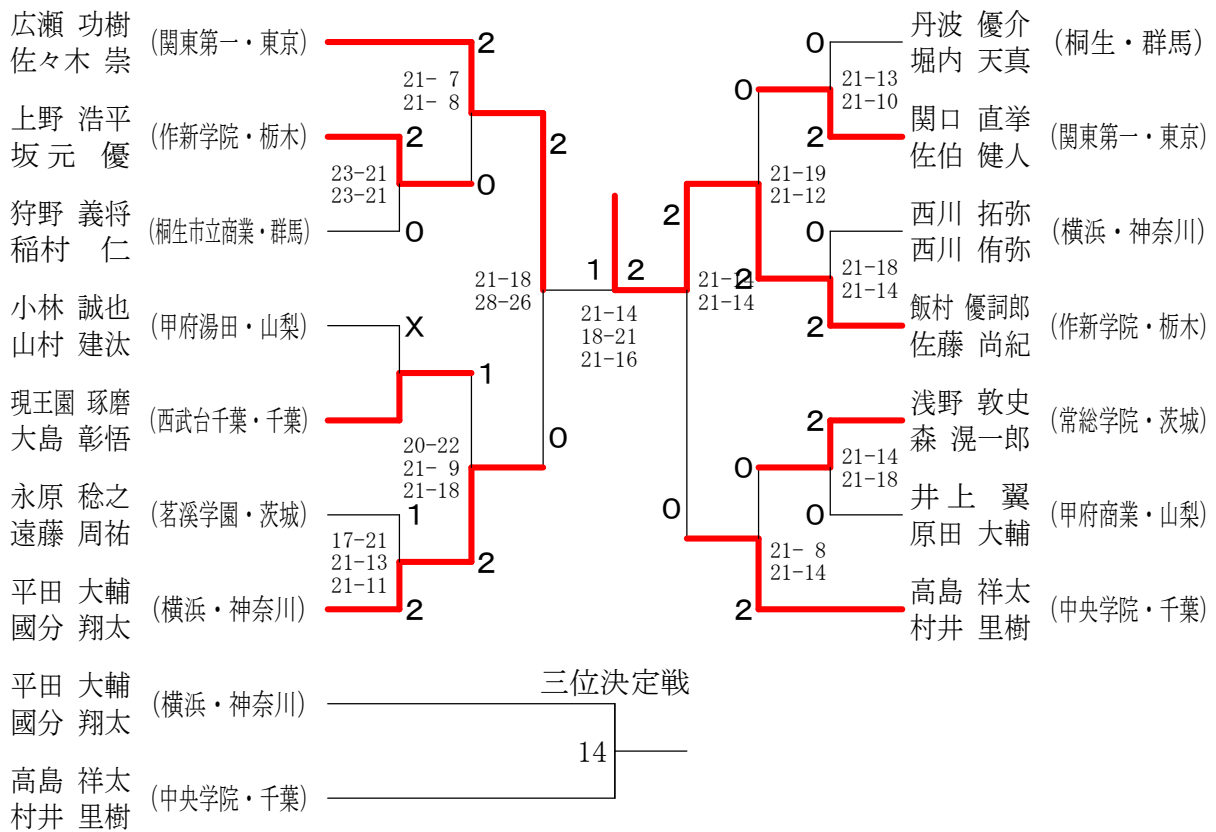 広瀬 功樹
佐々木 崇
(関東第一・東京)
2
21- 7
21- 8
上野 浩平
坂元 優
(作新学院・栃木)
2
2
23-21
23-21
0
狩野 義将
稲村 仁
(桐生市立商業・群馬)
0
21-18
28-26
1
小林 誠也
山村 建汰
(甲府湯田・山梨)
X
1
現王園 琢磨
大島 彰悟
(西武台千葉・千葉)
20-22
21- 9
21-18
0
永原 稔之
遠藤 周祐
(茗溪学園・茨城)
1
17-21
21-13
21-11
2
平田 大輔
國分 翔太
(横浜・神奈川)
2
2
21-14
18-21
21-16
0
丹波 優介
堀内 天真
(桐生・群馬)
0
21-13
21-10
2
関口 直挙
佐伯 健人
(関東第一・東京)
21-19
21-12
2
0
西川 拓弥
西川 侑弥
(横浜・神奈川)
21-18
21-14
2
21-14
2
飯村 優詞郎
佐藤 尚紀
(作新学院・栃木)
2
浅野 敦史
森 滉一郎
(常総学院・茨城)
0
21-14
21-18
0
0
井上 翼
原田 大輔
(甲府商業・山梨)
21- 8
21-14
2
高島 祥太
村井 里樹
(中央学院・千葉)
三位決定戦
平田 大輔
國分 翔太
(横浜・神奈川)
14
高島 祥太
村井 里樹
(中央学院・千葉)